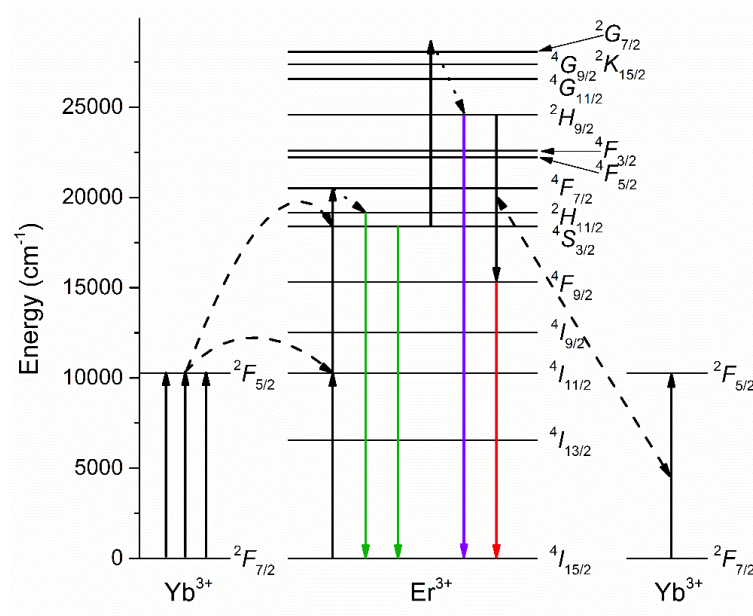 Energy (cm⁻¹)
25000
20000
15000
10000
5000
0
²F₅/₂
²F₇/₂
Yb³⁺
²G₇/₂
⁴G₉/₂ ²K₁₅/₂
⁴G₁₁/₂
²H₉/₂
⁴F₃/₂
⁴F₅/₂
⁴F₇/₂
²H₁₁/₂
⁴S₃/₂
⁴F₉/₂
⁴I₉/₂
⁴I₁₁/₂
⁴I₁₃/₂
⁴I₁₅/₂
Er³⁺
²F₅/₂
²F₇/₂
Yb³⁺